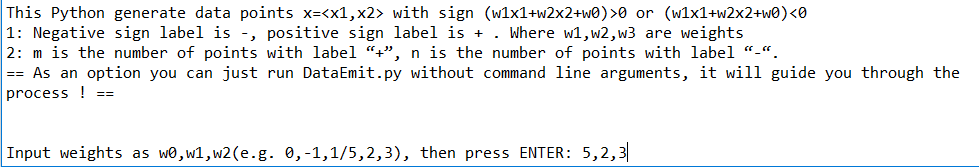 This Python generate data points x=<x1,x2> with sign (w1x1+w2x2+w0)>0 or (w1x1+w2x2+w0)<0
1: Negative sign label is -, positive sign label is + . Where w1,w2,w3 are weights
2: m is the number of points with label “+”, n is the number of points with label “-“.
== As an option you can just run DataEmit.py without command line arguments, it will guide you through the
process ! ==
Input weights as w0,w1,w2(e.g. 0,-1,1/5,2,3), then press ENTER: 5,2,3